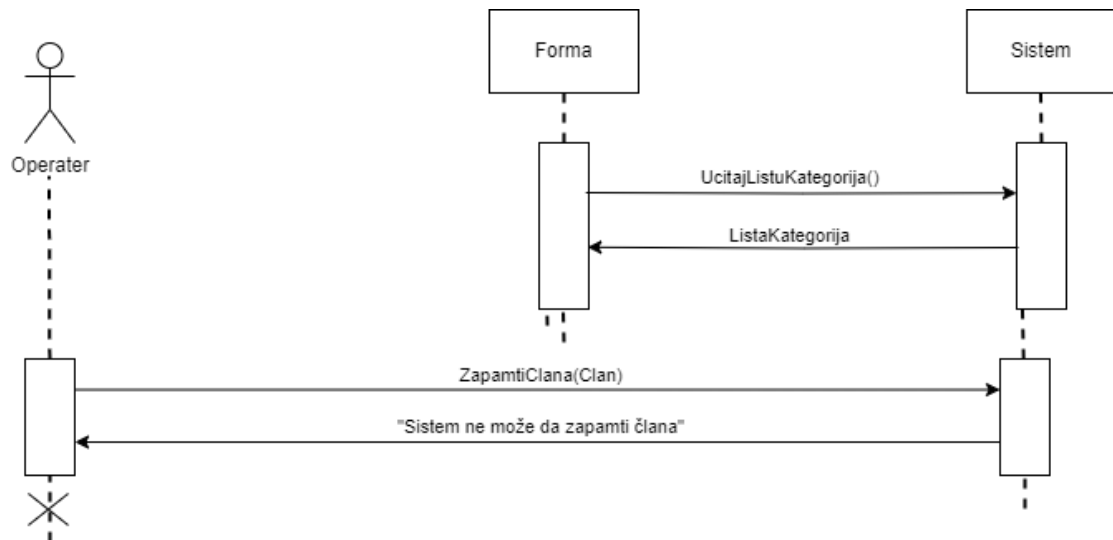 Forma
Sistem
Operater
UcitajListuKategorija()
ListaKategorija
ZapamtiClana(Clan)
"Sistem ne može da zapamti člana"